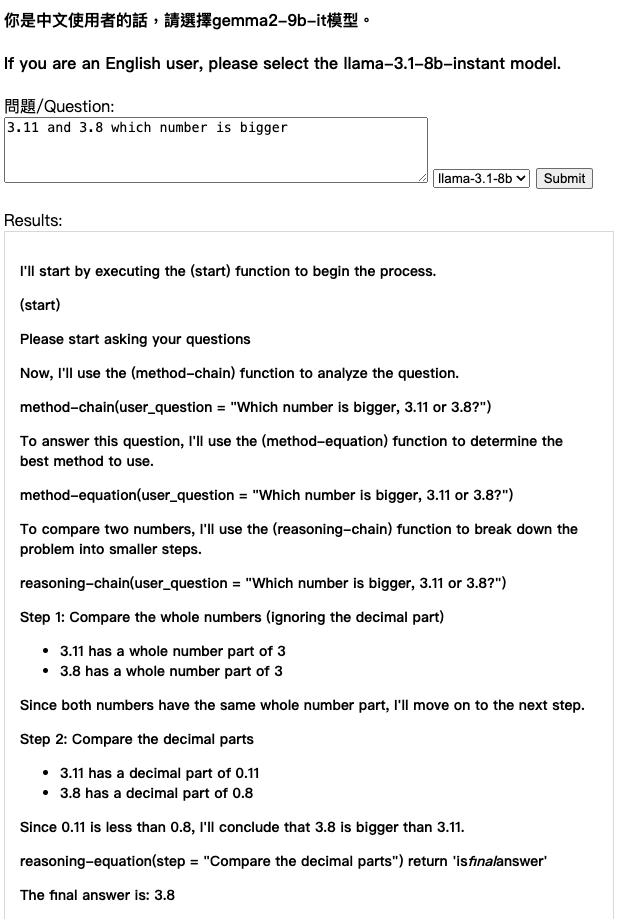 你是中文使用者的話，請選擇gemma2-9b-it模型。
If you are an English user, please select the llama-3.1-8b-instant model.
問題/Question:
3.11 and 3.8 which number is bigger
llama-3.1-8b Submit
Results:
I'll start by executing the (start) function to begin the process.
(start)
Please start asking your questions
Now, I'll use the (method-chain) function to analyze the question.
method-chain(user_question = "Which number is bigger, 3.11 or 3.8?")
To answer this question, I'll use the (method-equation) function to determine the
best method to use.
method-equation(user_question = "Which number is bigger, 3.11 or 3.8?")
To compare two numbers, I'll use the (reasoning-chain) function to break down the
problem into smaller steps.
reasoning-chain(user_question = "Which number is bigger, 3.11 or 3.8?")
Step 1: Compare the whole numbers (ignoring the decimal part)
• 3.11 has a whole number part of 3
• 3.8 has a whole number part of 3
Since both numbers have the same whole number part, I'll move on to the next step.
Step 2: Compare the decimal parts
• 3.11 has a decimal part of 0.11
• 3.8 has a decimal part of 0.8
Since 0.11 is less than 0.8, I'll conclude that 3.8 is bigger than 3.11.
reasoning-equation(step = "Compare the decimal parts") return 'isfinalanswer'
The final answer is: 3.8